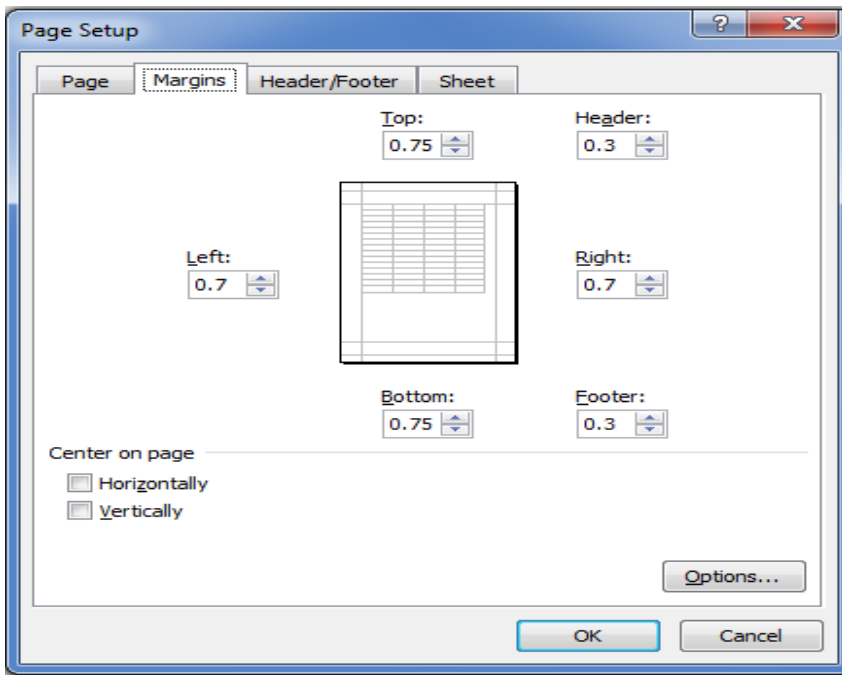 Page Setup
Page Margins Header/Footer Sheet
Top: Header:
0.75 0.3
Left: Right:
0.7 0.7
Bottom: Footer:
0.75 0.3
Center on page
Horizontally
Vertically
Options...
OK Cancel